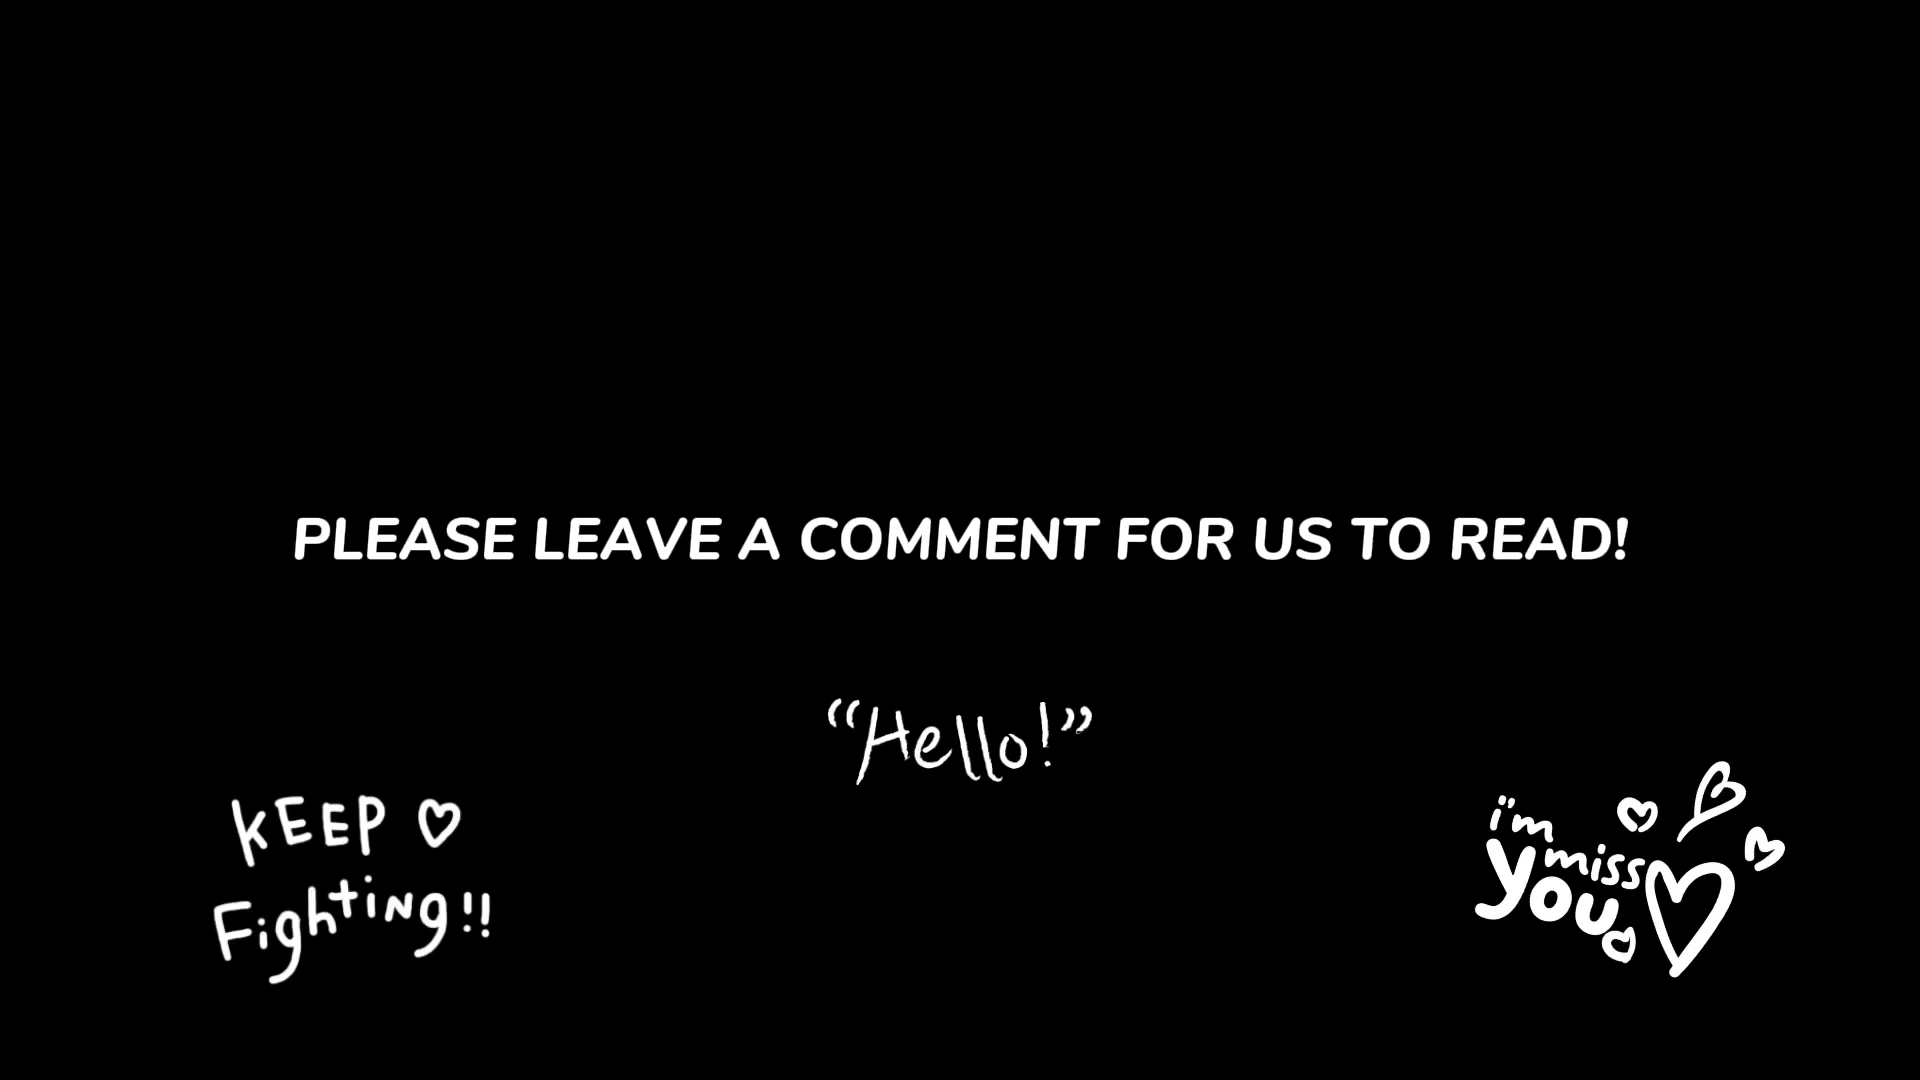 PLEASE LEAVE A COMMENT FOR US TO READ!
“Hello!”
KEEP
Fighting!!
i'm
miss
you